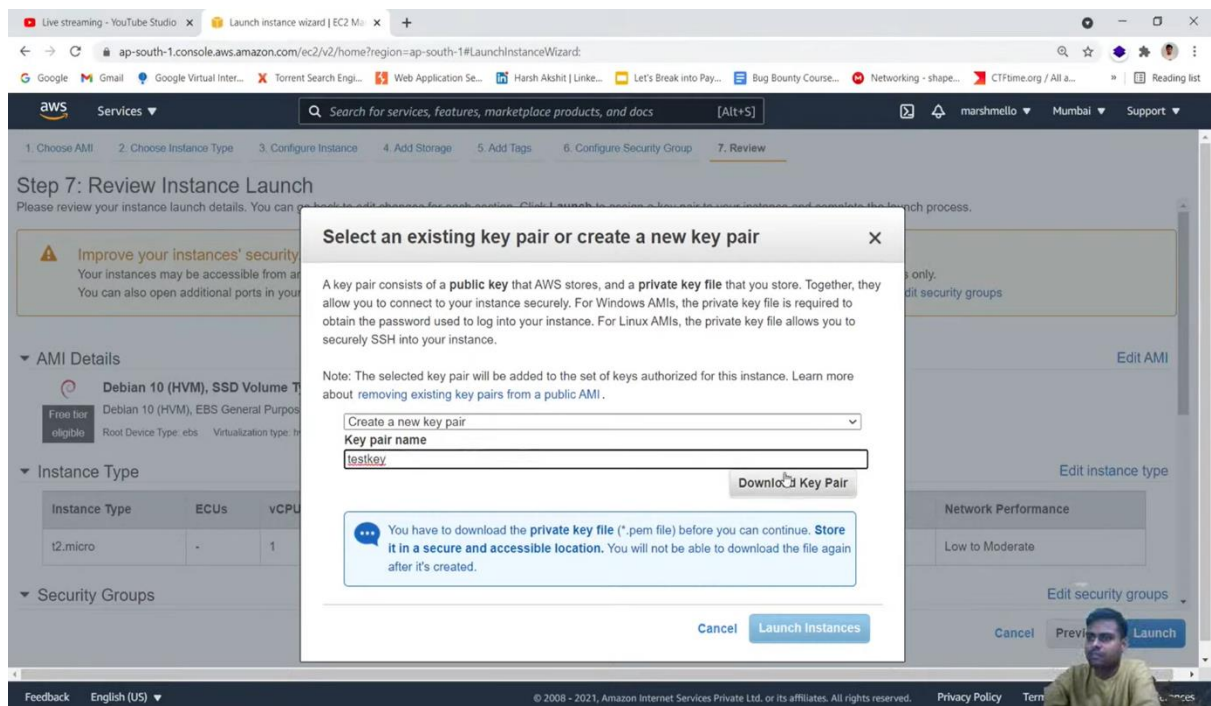 Live streaming - YouTube Studio
Launch instance wizard | EC2 Ma
ap-south-1.console.aws.amazon.com/ec2/v2/home?region=ap-south-1#LaunchInstanceWizard:
Google Gmail Google Virtual Inter... Torrent Search Engi... Web Application Se... Harsh Akshit | Linke... Let's Break into Pay... Bug Bounty Course... Networking - shape... CTFtime.org / All a... » Reading list
aws Services ▼ Search for services, features, marketplace products, and docs [Alt+S] marshmello ▼ Mumbai ▼ Support ▼
1. Choose AMI 2. Choose Instance Type 3. Configure Instance 4. Add Storage 5. Add Tags 6. Configure Security Group 7. Review
Step 7: Review Instance Launch
Please review your instance launch details. You can go back to edit changes for each section. Click Launch to assign a key pair to your instance and complete the launch process.
Improve your instances' security.
Your instances may be accessible from
only.
You can also open additional ports in your
edit security groups
AMI Details
Edit AMI
Debian 10 (HVM), SSD Volume
Free tier eligible
Debian 10 (HVM), EBS General
Root Device Type: ebs Virtualization type:
Instance Type
Edit instance type
Instance Type ECUs vCPU Network Performance
t2.micro - 1 Low to Moderate
Security Groups
Edit security groups
Cancel Launch
Select an existing key pair or create a new key pair
A key pair consists of a public key that AWS stores, and a private key file that you store. Together, they
allow you to connect to your instance securely. For Windows AMIs, the private key file is required to
obtain the password used to log into your instance. For Linux AMIs, the private key file allows you to
securely SSH into your instance.
Note: The selected key pair will be added to the set of keys authorized for this instance. Learn more
about removing existing key pairs from a public AMI.
Create a new key pair
Key pair name
testkey
Download Key Pair
You have to download the private key file (*.pem file) before you can continue. Store
it in a secure and accessible location. You will not be able to download the file again
after it's created.
Cancel Launch Instances
Feedback English (US) ▼ © 2008 - 2021, Amazon Internet Services Private Ltd. or its affiliates. All rights reserved. Privacy Policy